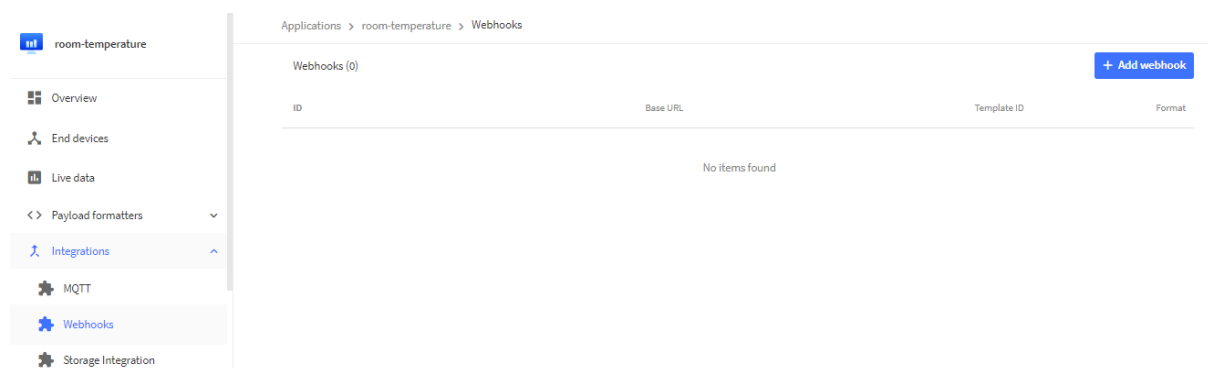 room-temperature
Overview
End devices
Live data
Payload formatters
Integrations
MQTT
Webhooks
Storage Integration
Applications > room-temperature > Webhooks
Webhooks (0)
+ Add webhook
ID Base URL Template ID Format
No items found